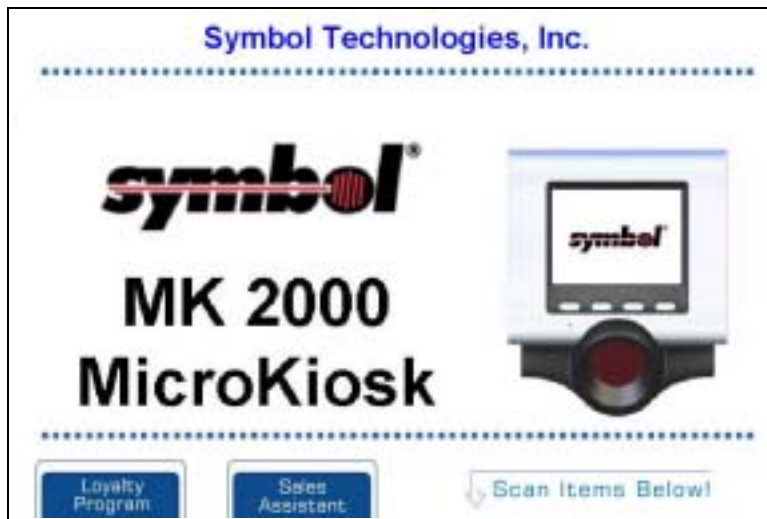 Symbol Technologies, Inc.
symbol®
symbol
MK 2000
MicroKiosk
Loyalty
Program
Sales
Assistant
Scan Items Below!